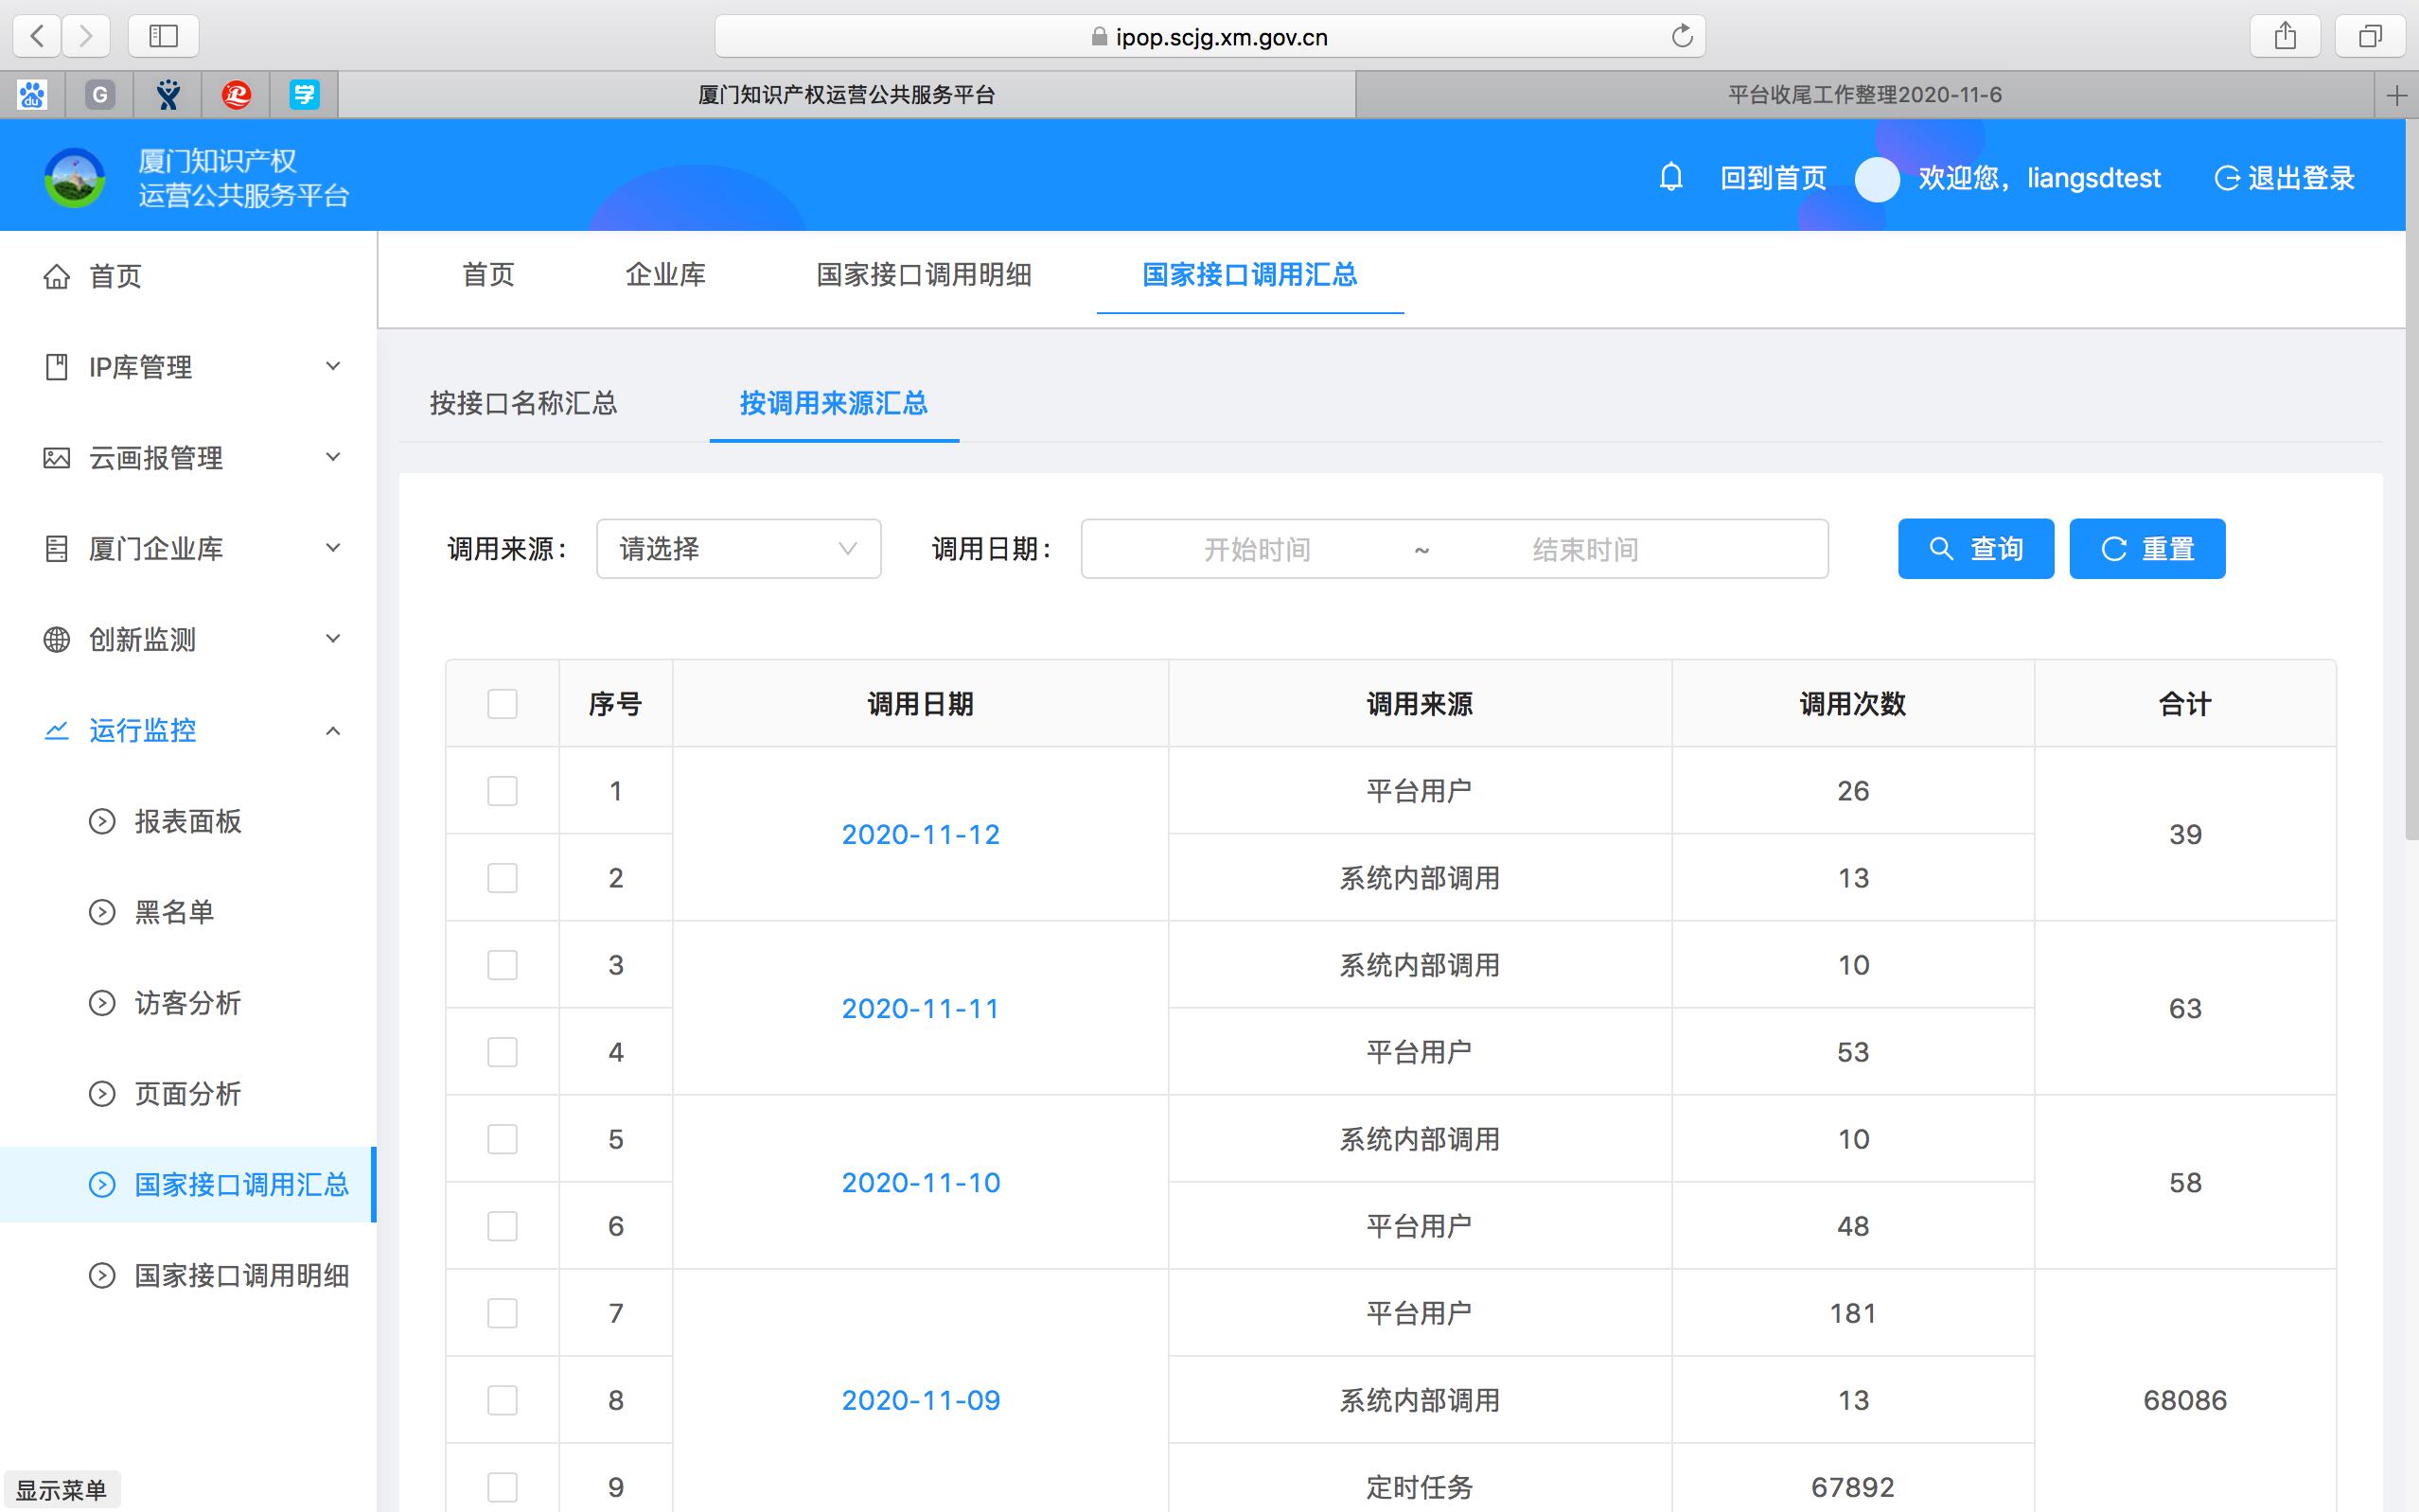 ipop.scjg.xm.gov.cn
du
G
学
厦门知识产权运营公共服务平台
平台收尾工作整理2020-11-6
厦门知识产权
运营公共服务平台
回到首页
欢迎您，liangsdtest
退出登录
首页
IP库管理
云画报管理
厦门企业库
创新监测
运行监控
报表面板
黑名单
访客分析
页面分析
国家接口调用汇总
国家接口调用明细
显示菜单
首页 企业库 国家接口调用明细 国家接口调用汇总
按接口名称汇总 按调用来源汇总
调用来源： 请选择 调用日期： 开始时间 ~ 结束时间 查询 重置
序号 调用日期 调用来源 调用次数 合计
1 2020-11-12 平台用户 26 39
2 系统内部调用 13
3 2020-11-11 系统内部调用 10 63
4 平台用户 53
5 2020-11-10 系统内部调用 10 58
6 平台用户 48
7 平台用户 181
8 2020-11-09 系统内部调用 13 68086
9 定时任务 67892